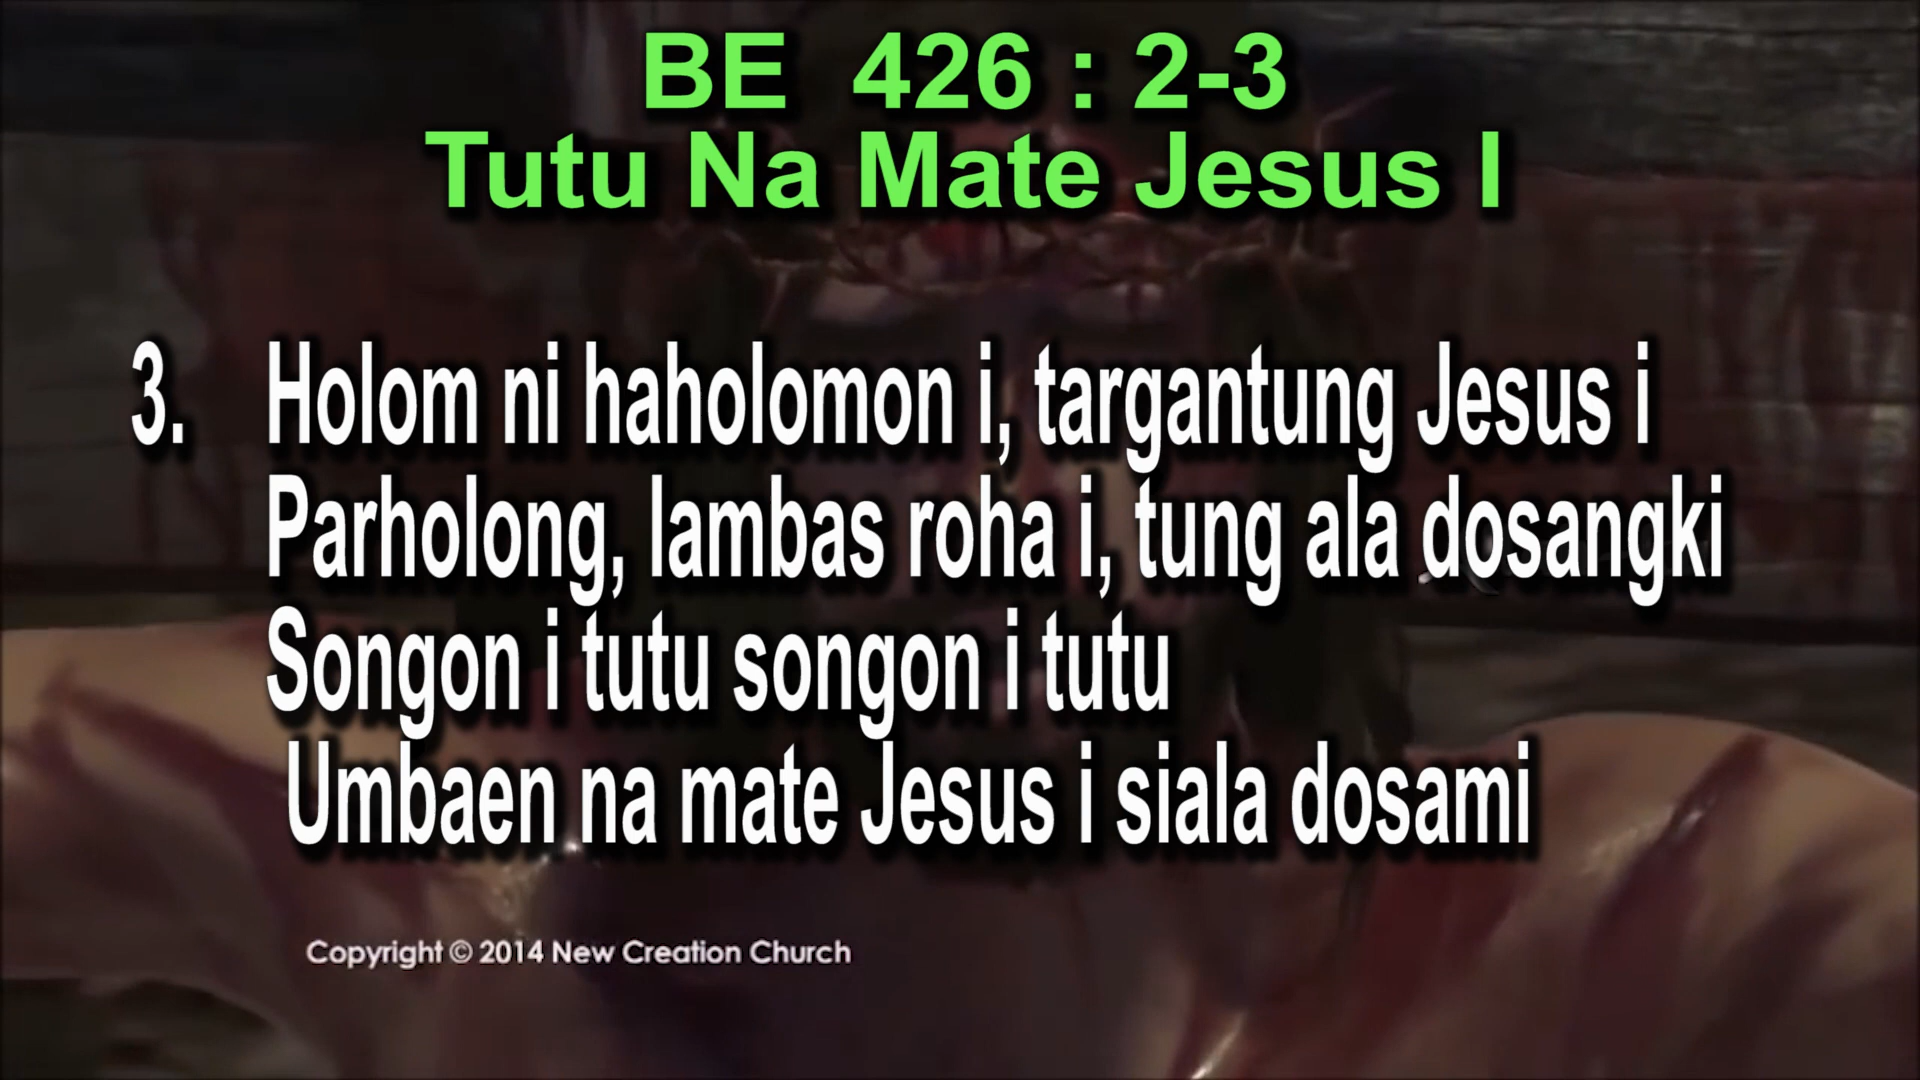 BE 426 : 2-3
Tutu Na Mate Jesus I
3. Holom ni haholomon i, targantung Jesus i
Parholong, lambas roha i, tung ala dosangki
Songon i tutu songon i tutu
Umbaen na mate Jesus i siala dosami
Copyright © 2014 New Creation Church